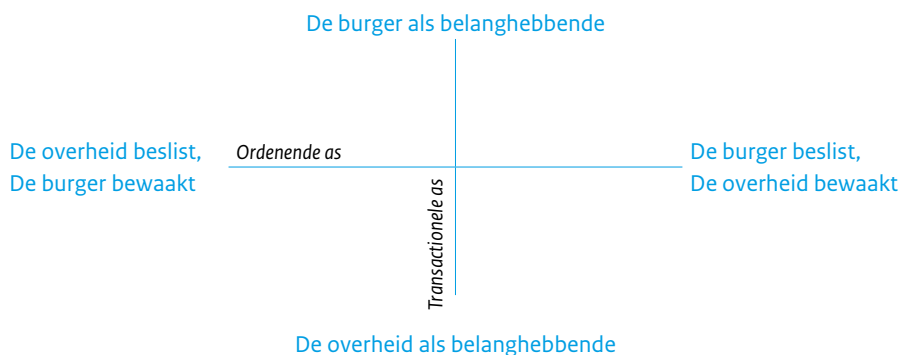 De burger als belanghebbende
De overheid beslist,
De burger bewaakt
Ordenende as
De burger beslist,
De overheid bewaakt
Transactionele as
De overheid als belanghebbende